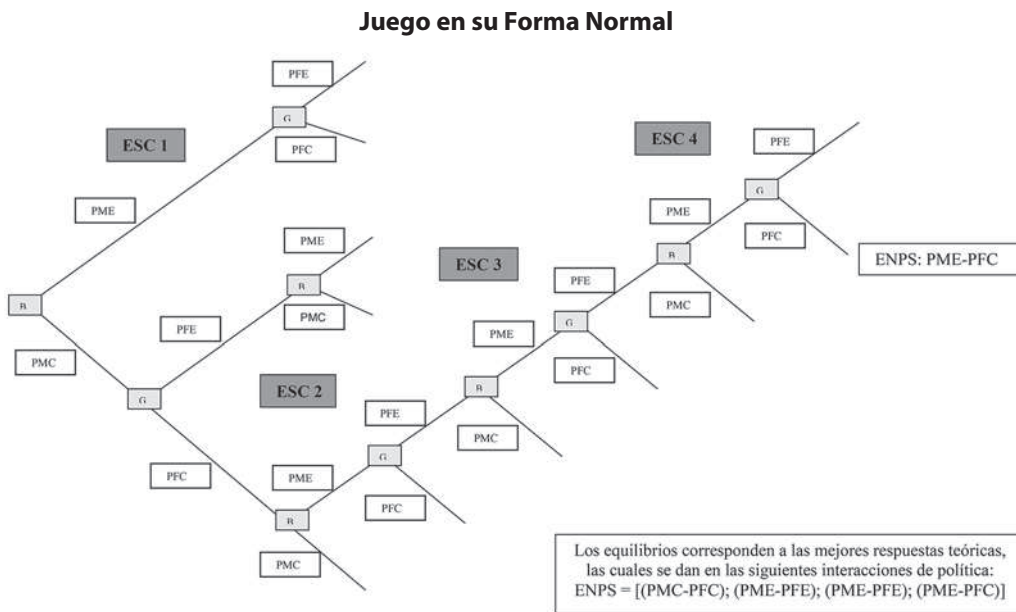 Juego en su Forma Normal
PFE
G
ESC 1
PFC
ESC 4
PFE
PME
G
PME
PME
PFC
ESC 3
B
ENPS: PME-PFC
B
PFE
PMC
PFE
G
PMC
PME
PMC
G
ESC 2
B
PFC
PFE
PMC
PFC
PME
G
B
PFC
PMC
Los equilibrios corresponden a las mejores respuestas teóricas,
las cuales se dan en las siguientes interacciones de política:
ENPS = [(PMC-PFC); (PME-PFE); (PME-PFE); (PME-PFC)]